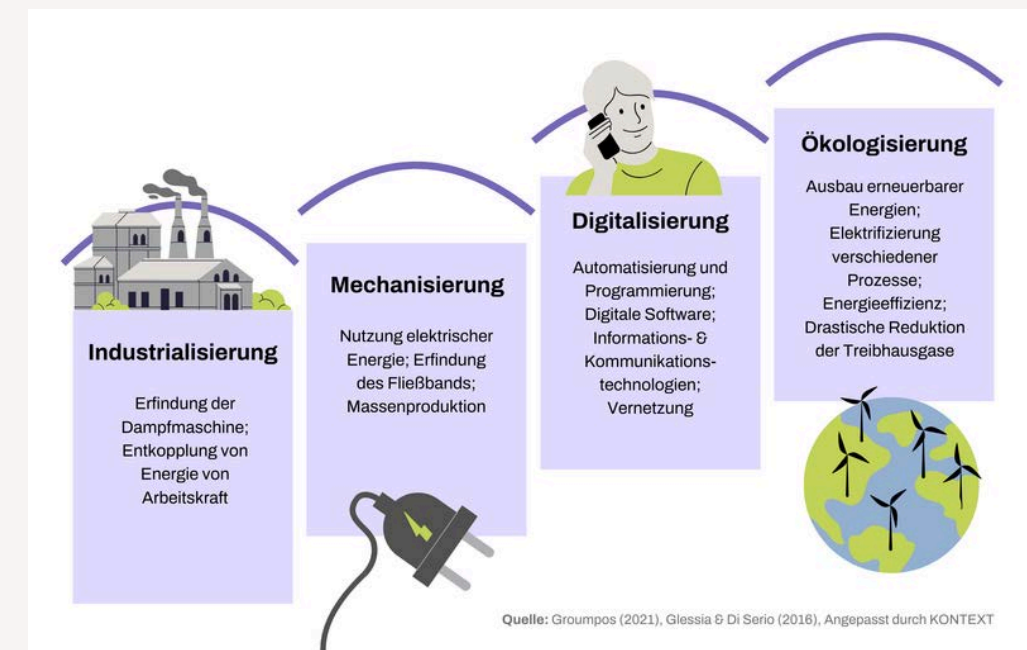 Industrialisierung
Erfindung der
Dampfmaschine;
Entkopplung von
Energie von
Arbeitskraft
Mechanisierung
Nutzung elektrischer
Energie; Erfindung
des Fließbands;
Massenproduktion
Digitalisierung
Automatisierung und
Programmierung;
Digitale Software;
Informations- &
Kommunikations-
technologien;
Vernetzung
Ökologisierung
Ausbau erneuerbarer
Energien;
Elektrifizierung
verschiedener
Prozesse;
Energieeffizienz;
Drastische Reduktion
der Treibhausgase
Quelle: Groumpos (2021), Glessia & Di Serio (2016), Angepasst durch KONTEXT